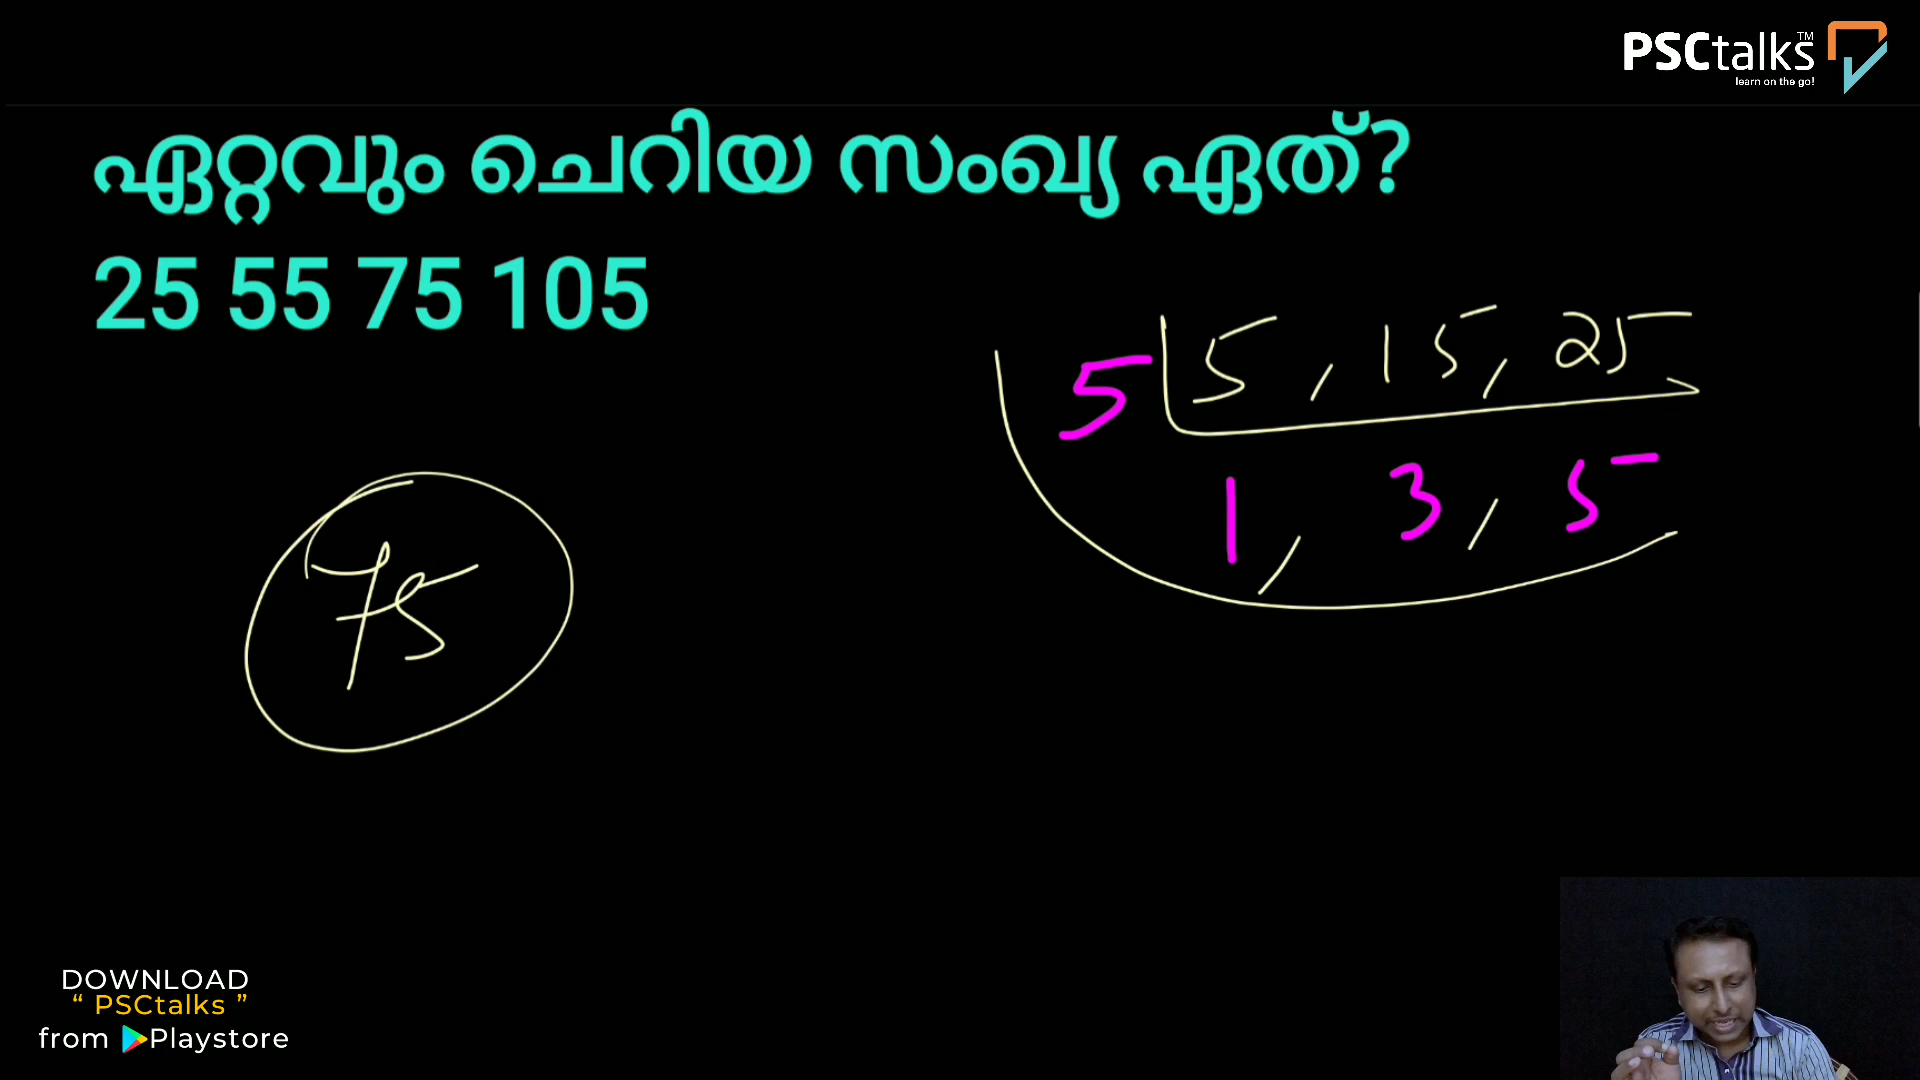 PSCtalks™
learn on the go!
ഏറ്റവും ചെറിയ സംഖ്യ ഏത്?
25 55 75 105
5 5, 15, 25
1, 3, 5
75
DOWNLOAD
“ PSCtalks ”
from Playstore